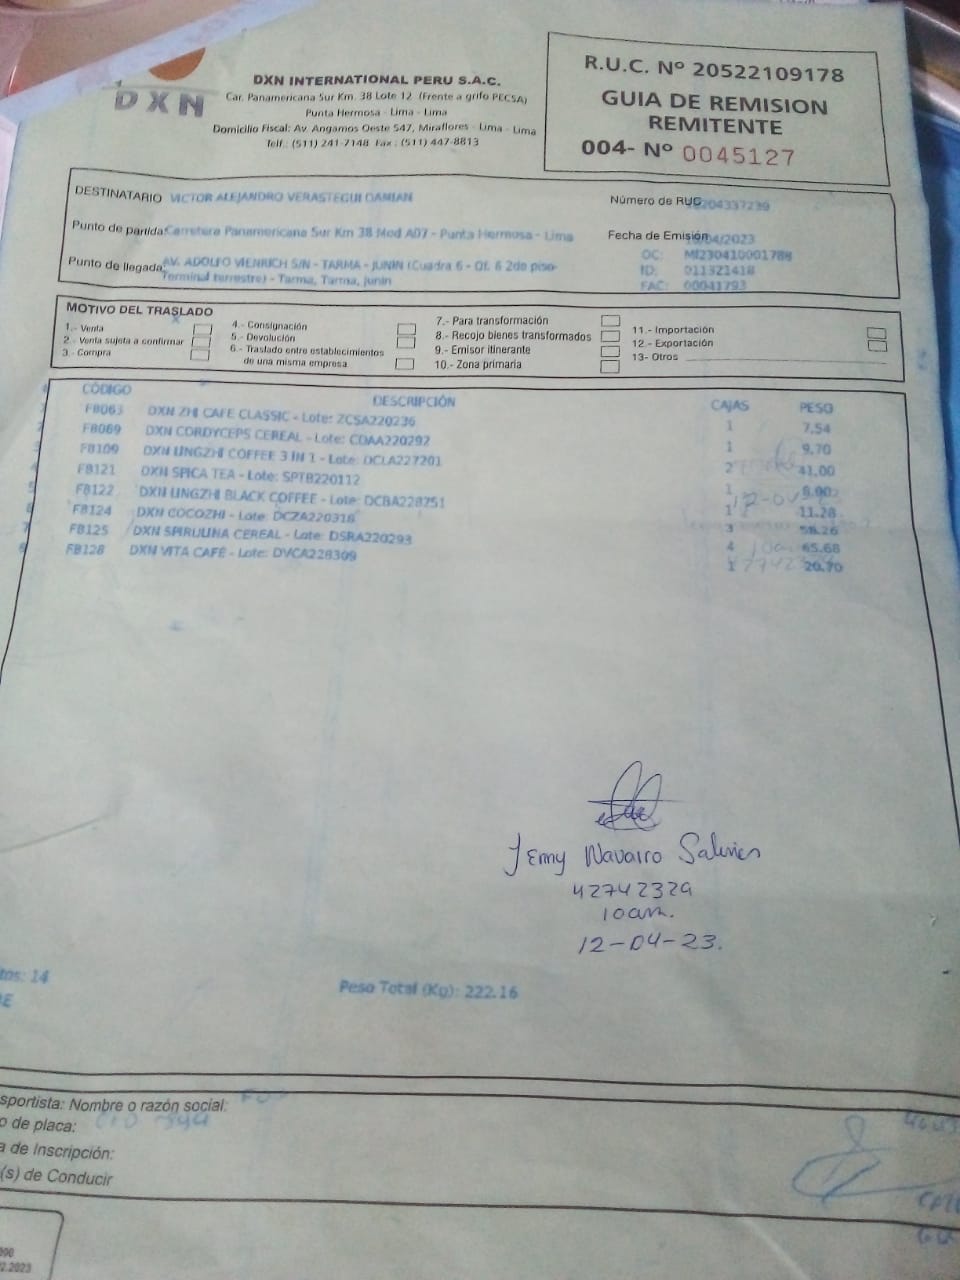 DXN
DXN INTERNATIONAL PERU S.A.C.
Car. Panamericana Sur Km. 38 Lote 12 (Frente a grifo PECSA)
Punta Hermosa - Lima - Lima
Domicilio Fiscal: Av. Angamos Oeste 547, Miraflores - Lima - Lima
Telf.: (511) 241-7148 Fax.: (511) 447-8813
R.U.C. Nº 20522109178
GUIA DE REMISION
REMITENTE
004- Nº 0045127
DESTINATARIO VICTOR ALEJANDRO VERASTEGUI DAMIAN
Número de RUC 204337239
Punto de partida: Carretera Panamericana Sur Km 38 Mod A07 - Punta Hermosa - Lima
Fecha de Emisión /04/2023
Punto de llegada: AV. ADOLFO VIENRICH S/N - TARMA - JUNIN (Cuadra 6 - Of. 6 2do piso-
Terminal terrestre) - Tarma, Tarma, Junin
OC: MI230410001788
ID: 011321418
FAC: 00041793
MOTIVO DEL TRASLADO
1.- Venta
2.- Venta sujeta a confirmar
3.- Compra
4.- Consignación
5.- Devolución
6.- Traslado entre establecimientos
de una misma empresa
7.- Para transformación
8.- Recojo bienes transformados
9.- Emisor itinerante
10.- Zona primaria
11.- Importación
12.- Exportación
13- Otros
CÓDIGO DESCRIPCIÓN CAJAS PESO
FB063 DXN ZHI CAFE CLASSIC - Lote: ZCSA220236 1 7.54
FB069 DXN CORDYCEPS CEREAL - Lote: CDAA220292 1 9.70
FB109 DXN LINGZHI COFFEE 3 IN 1 - Lote: DCLA227201 2 41.00
FB121 DXN SPICA TEA - Lote: SPTB220112 1 8.00
FB122 DXN LINGZHI BLACK COFFEE - Lote: DCBA228251 1 11.28
FB124 DXN COCOZHI - Lote: DCZA220318 3 58.26
FB125 DXN SPIRULINA CEREAL - Lote: DSRA220293 4 65.68
FB128 DXN VITA CAFÉ - Lote: DVCA228309 1 20.70
Jenny Navarro Salinas
42742329
10am.
12-04-23.
tos: 14
Peso Total (Kg): 222.16
sportista: Nombre o razón social:
o de placa:
a de Inscripción:
(s) de Conducir